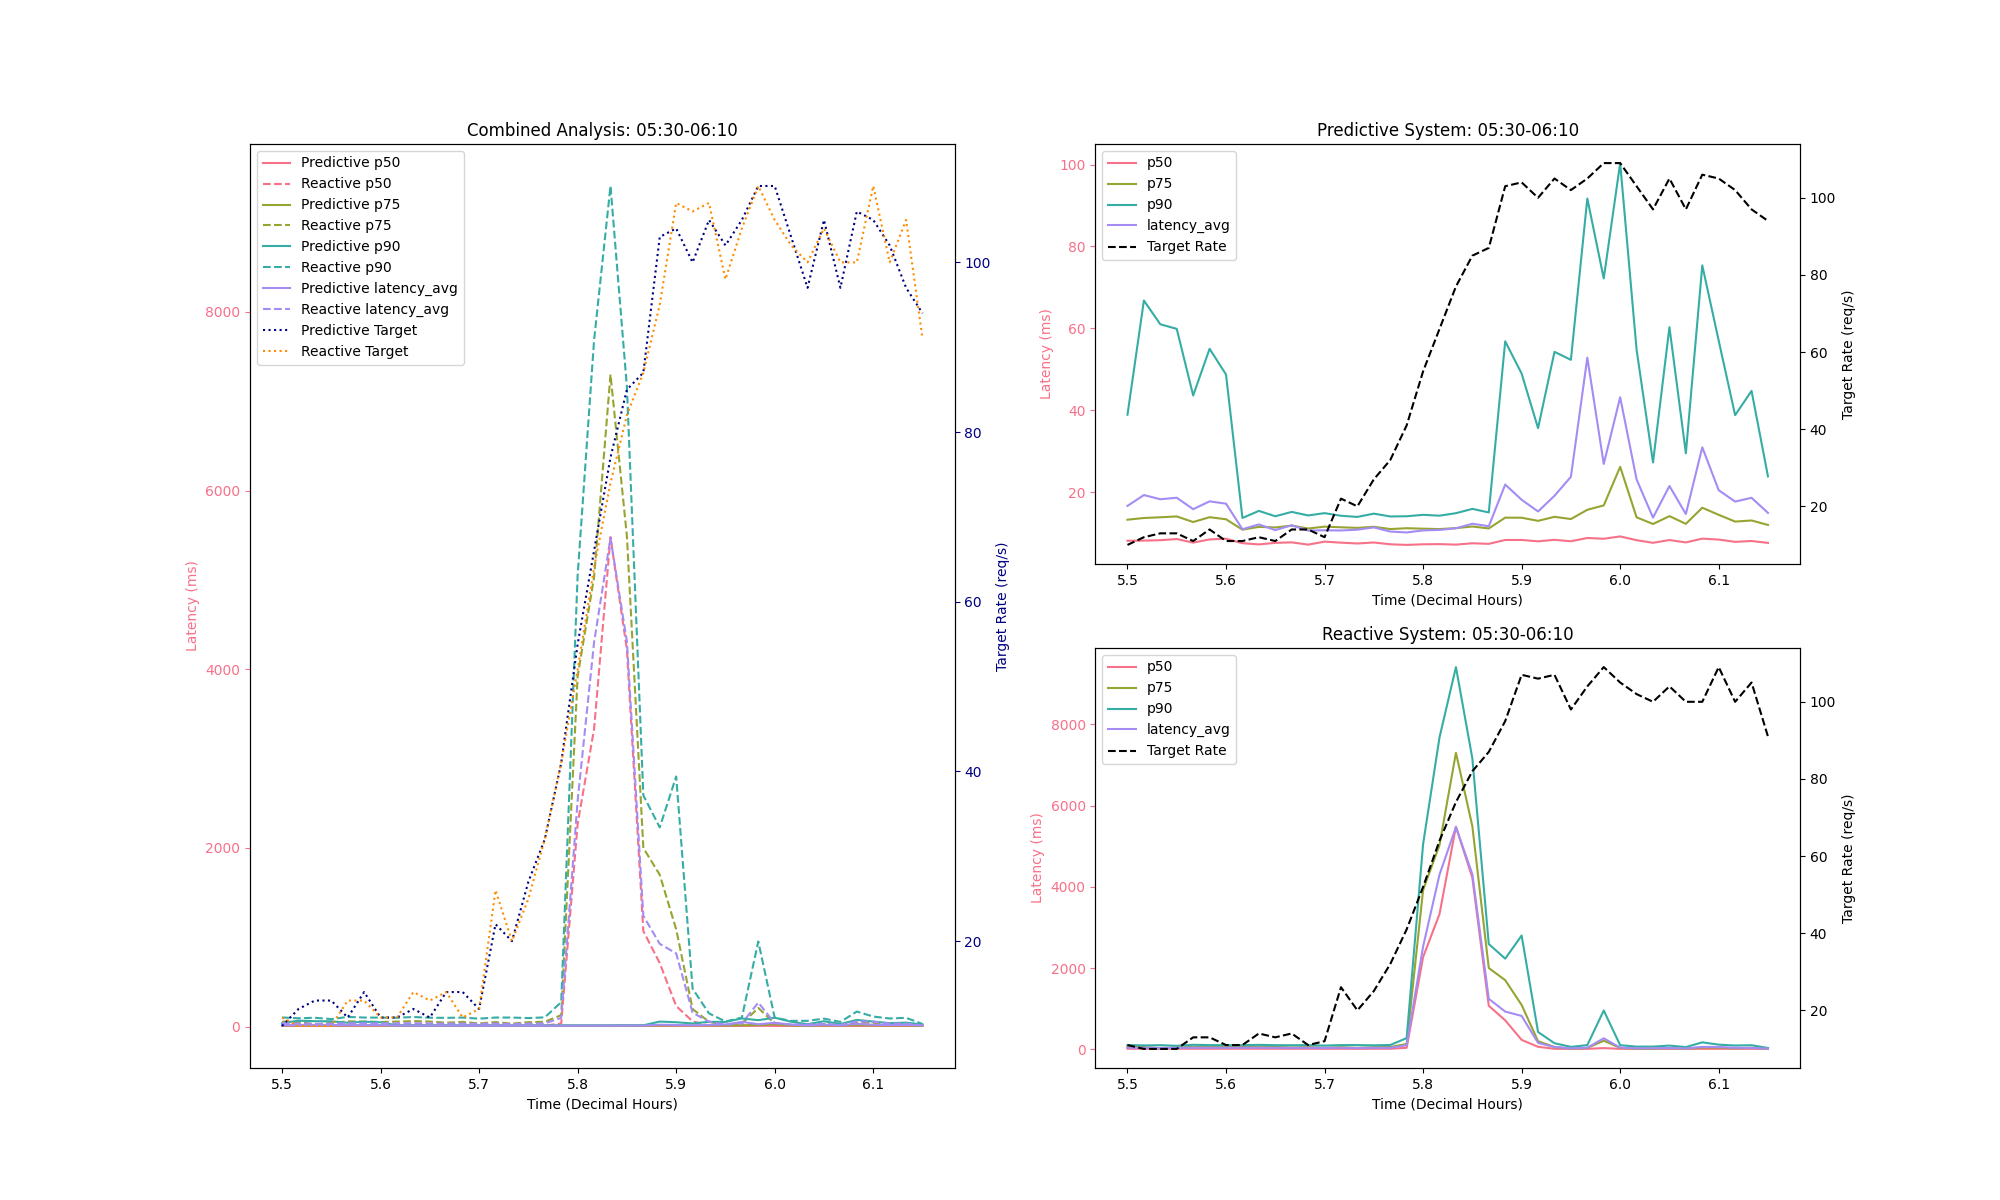 Combined Analysis: 05:30-06:10
Predictive p50
Reactive p50
Predictive p75
Reactive p75
Predictive p90
Reactive p90
Predictive latency_avg
Reactive latency_avg
Predictive Target
Reactive Target
Latency (ms)
8000
6000
4000
2000
0
100
80
60
40
20
Target Rate (req/s)
5.5 5.6 5.7 5.8 5.9 6.0 6.1
Time (Decimal Hours)
Predictive System: 05:30-06:10
p50
p75
p90
latency_avg
Target Rate
Latency (ms)
100
80
60
40
20
100
80
60
40
20
Target Rate (req/s)
5.5 5.6 5.7 5.8 5.9 6.0 6.1
Time (Decimal Hours)
Reactive System: 05:30-06:10
p50
p75
p90
latency_avg
Target Rate
Latency (ms)
8000
6000
4000
2000
0
100
80
60
40
20
Target Rate (req/s)
5.5 5.6 5.7 5.8 5.9 6.0 6.1
Time (Decimal Hours)